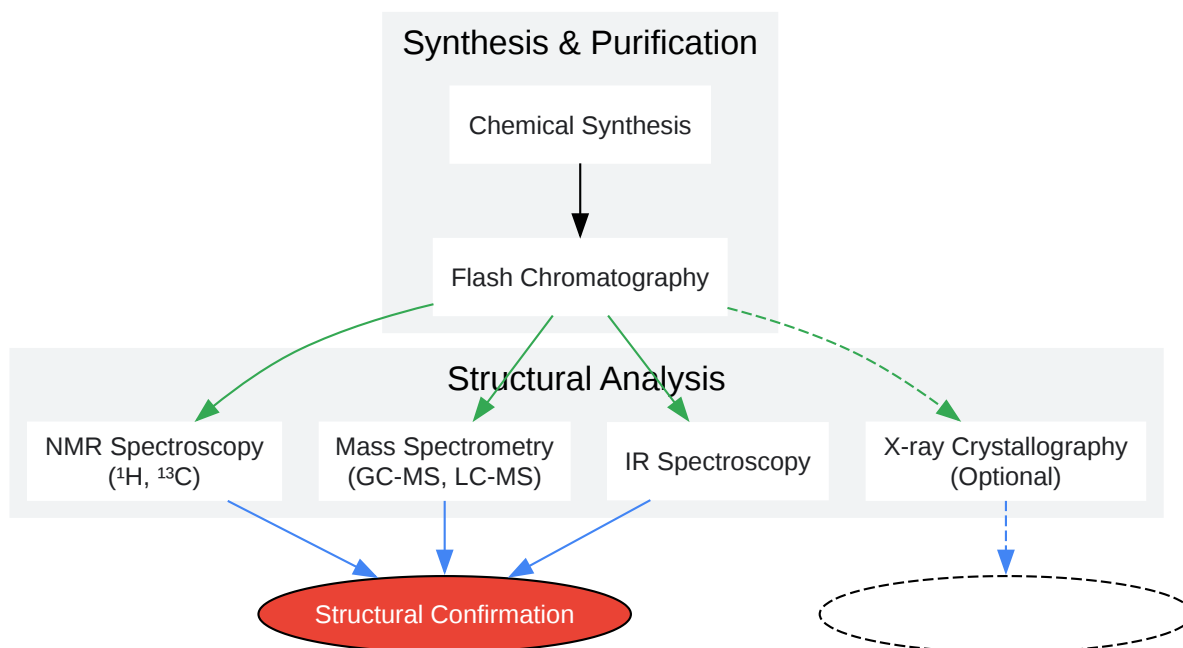 Synthesis & Purification
Chemical Synthesis
Flash Chromatography
Structural Analysis
NMR Spectroscopy
(¹H, ¹³C)
Mass Spectrometry
(GC-MS, LC-MS)
IR Spectroscopy
X-ray Crystallography
(Optional)
Structural Confirmation